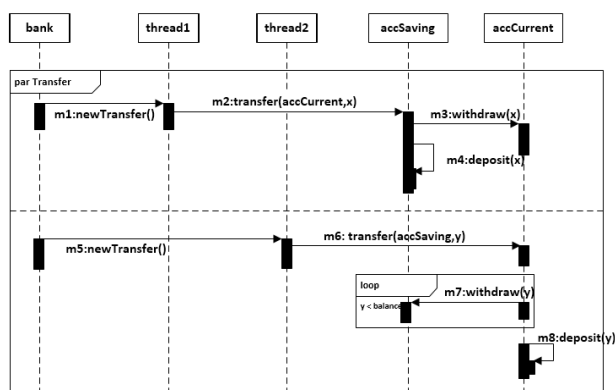 bank thread1 thread2 accSaving accCurrent
par Transfer
m2:transfer(accCurrent,x)
m1:newTransfer() m3:withdraw(x)
m4:deposit(x)
m6: transfer(accSaving,y)
m5:newTransfer()
loop
m7:withdraw(y)
y < balance
m8:deposit(y)